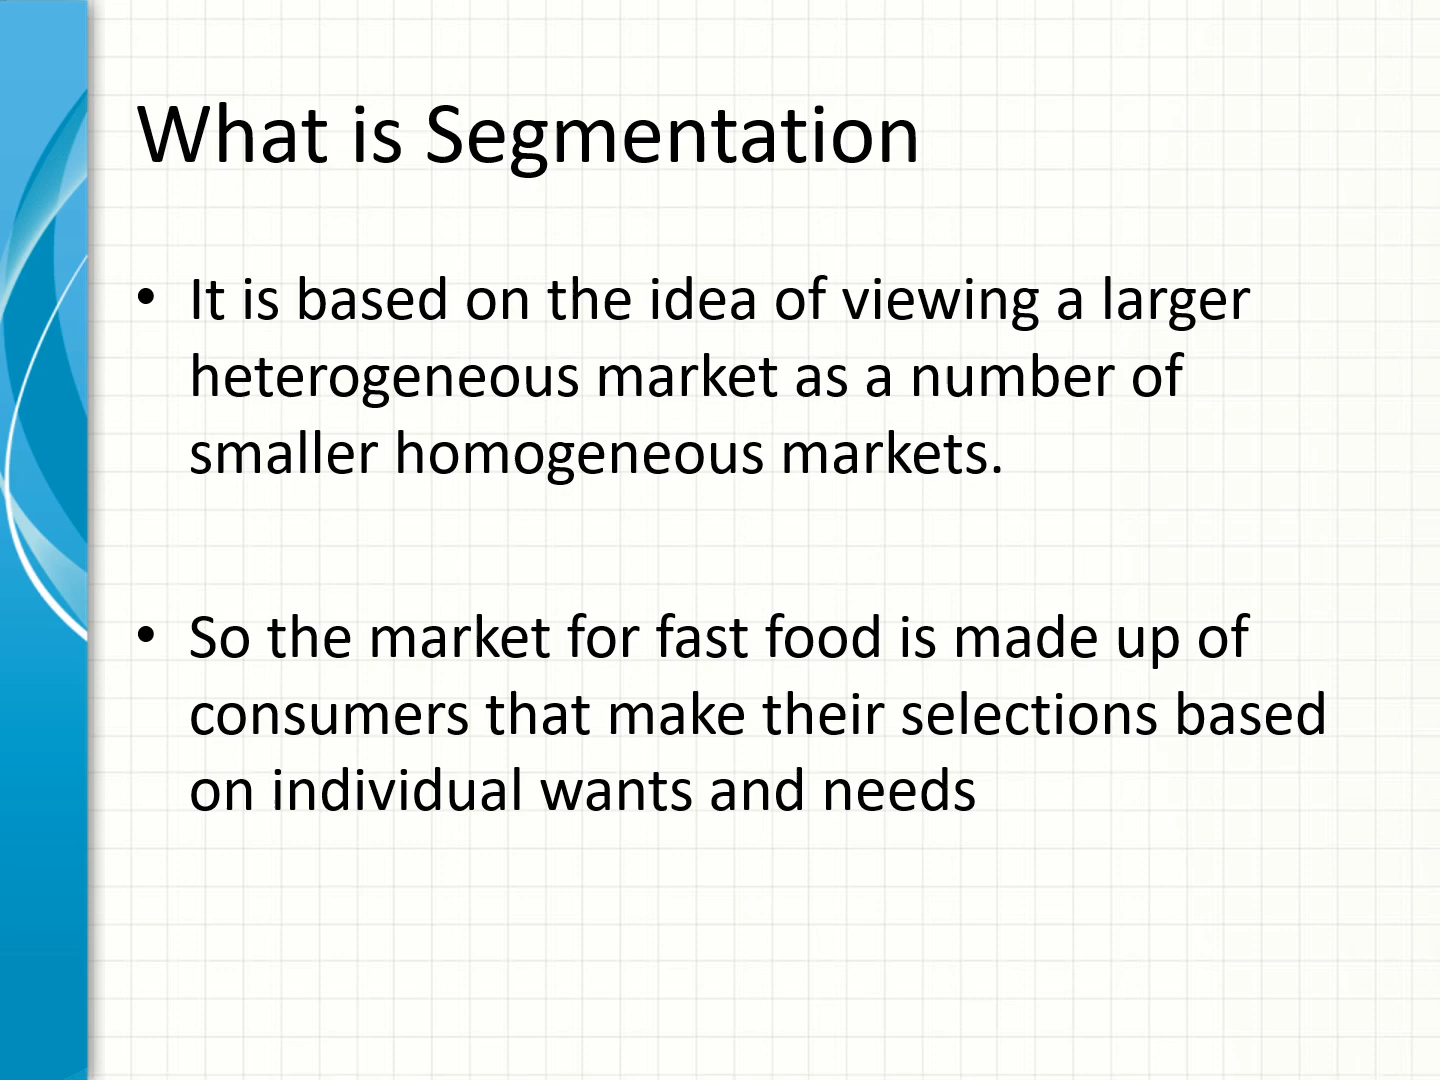 What is Segmentation
• It is based on the idea of viewing a larger
heterogeneous market as a number of
smaller homogeneous markets.
• So the market for fast food is made up of
consumers that make their selections based
on individual wants and needs